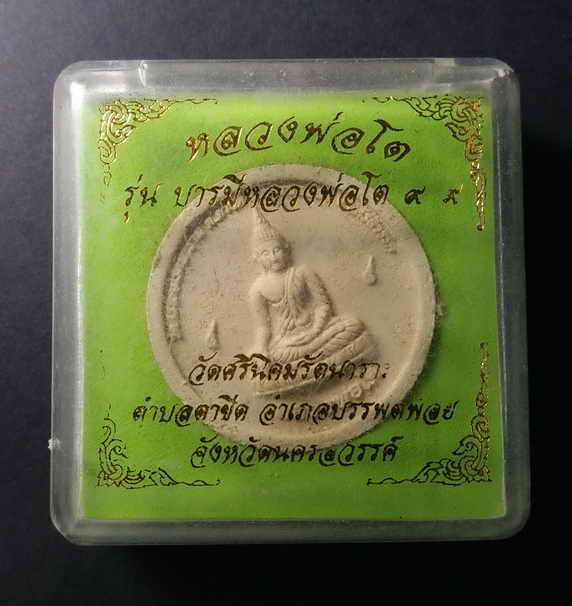 หลวงพ่อโต
รุ่น บารมีหลวงพ่อโต ๙ ๙
วัดศรีนิคมรัตนาราม
ตำบลตาขีด อำเภอบรรพตพิสัย
จังหวัดนครสวรรค์